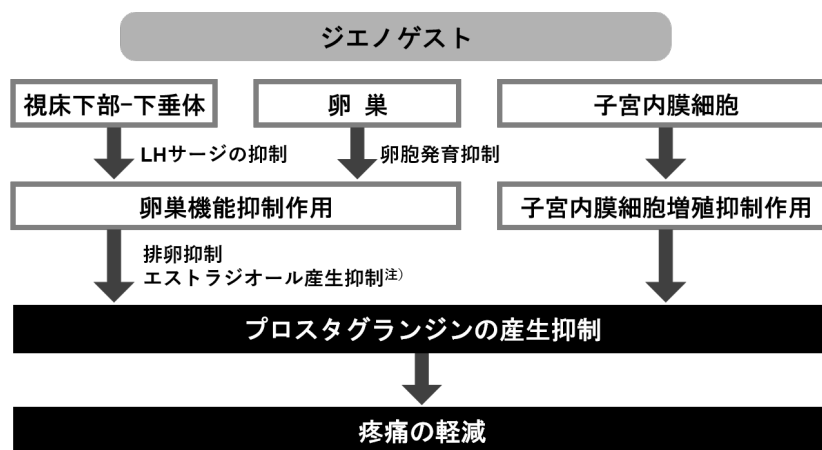 ジエノゲスト
視床下部−下垂体
卵 巣
子宮内膜細胞
LHサージの抑制
卵胞発育抑制
卵巣機能抑制作用
子宮内膜細胞増殖抑制作用
排卵抑制
エストラジオール産生抑制注)
プロスタグランジンの産生抑制
疼痛の軽減